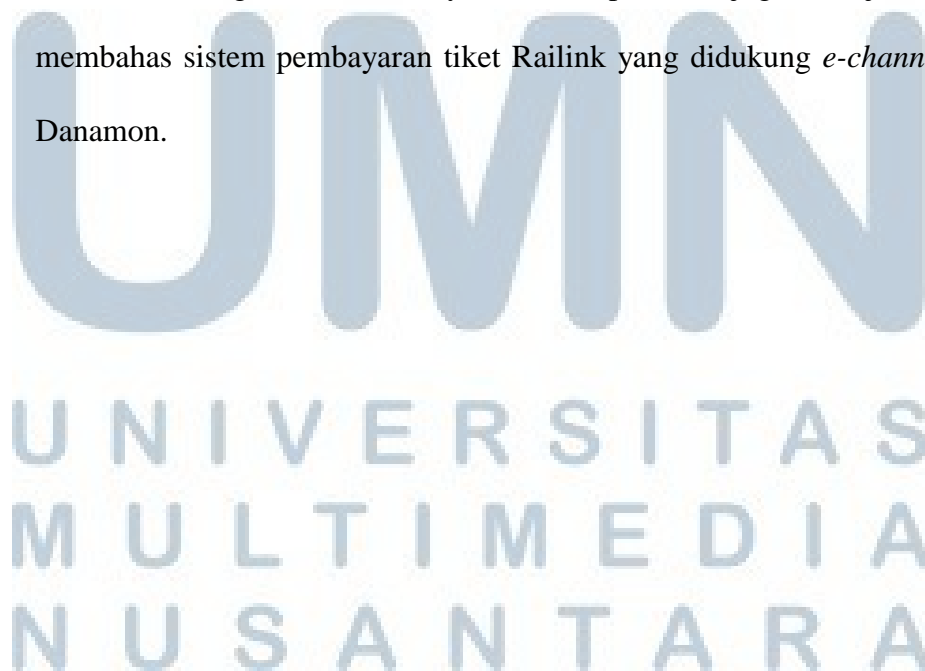 membahas sistem pembayaran tiket Railink yang didukung e-chann
Danamon.
UMN
UNIVERSITAS
MULTIMEDIA
NUSANTARA